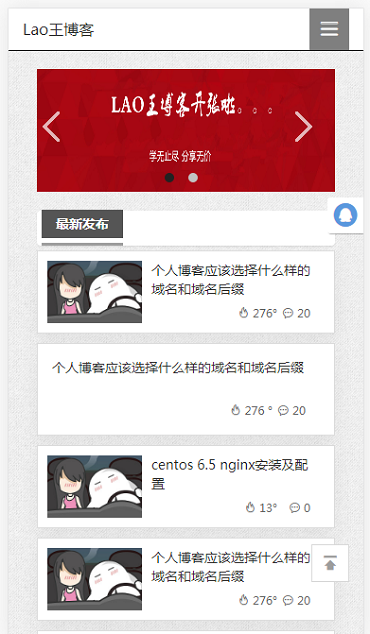 Lao王博客
LAO王博客开张啦。。。
学无止尽 分享无价
最新发布
个人博客应该选择什么样的
域名和域名后缀
276° 20
个人博客应该选择什么样的域名和域名后缀
276 ° 20
centos 6.5 nginx安装及配
置
13° 0
个人博客应该选择什么样的
域名和域名后缀
276° 20